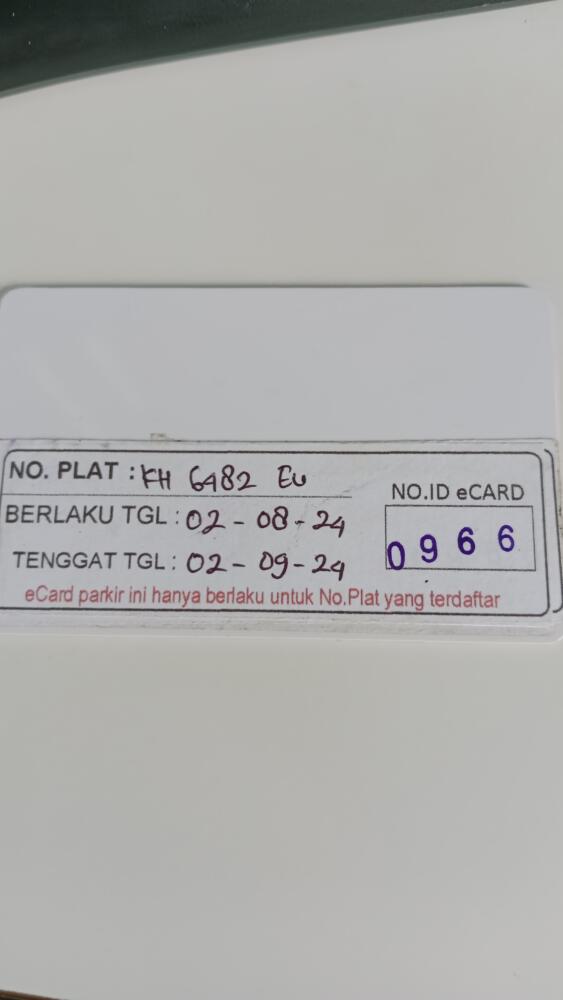 NO. PLAT : KH 6482 EU
BERLAKU TGL : 02 - 08 - 24
TENGGAT TGL : 02 - 09 - 24
NO.ID eCARD
0966
eCard parkir ini hanya berlaku untuk No.Plat yang terdaftar